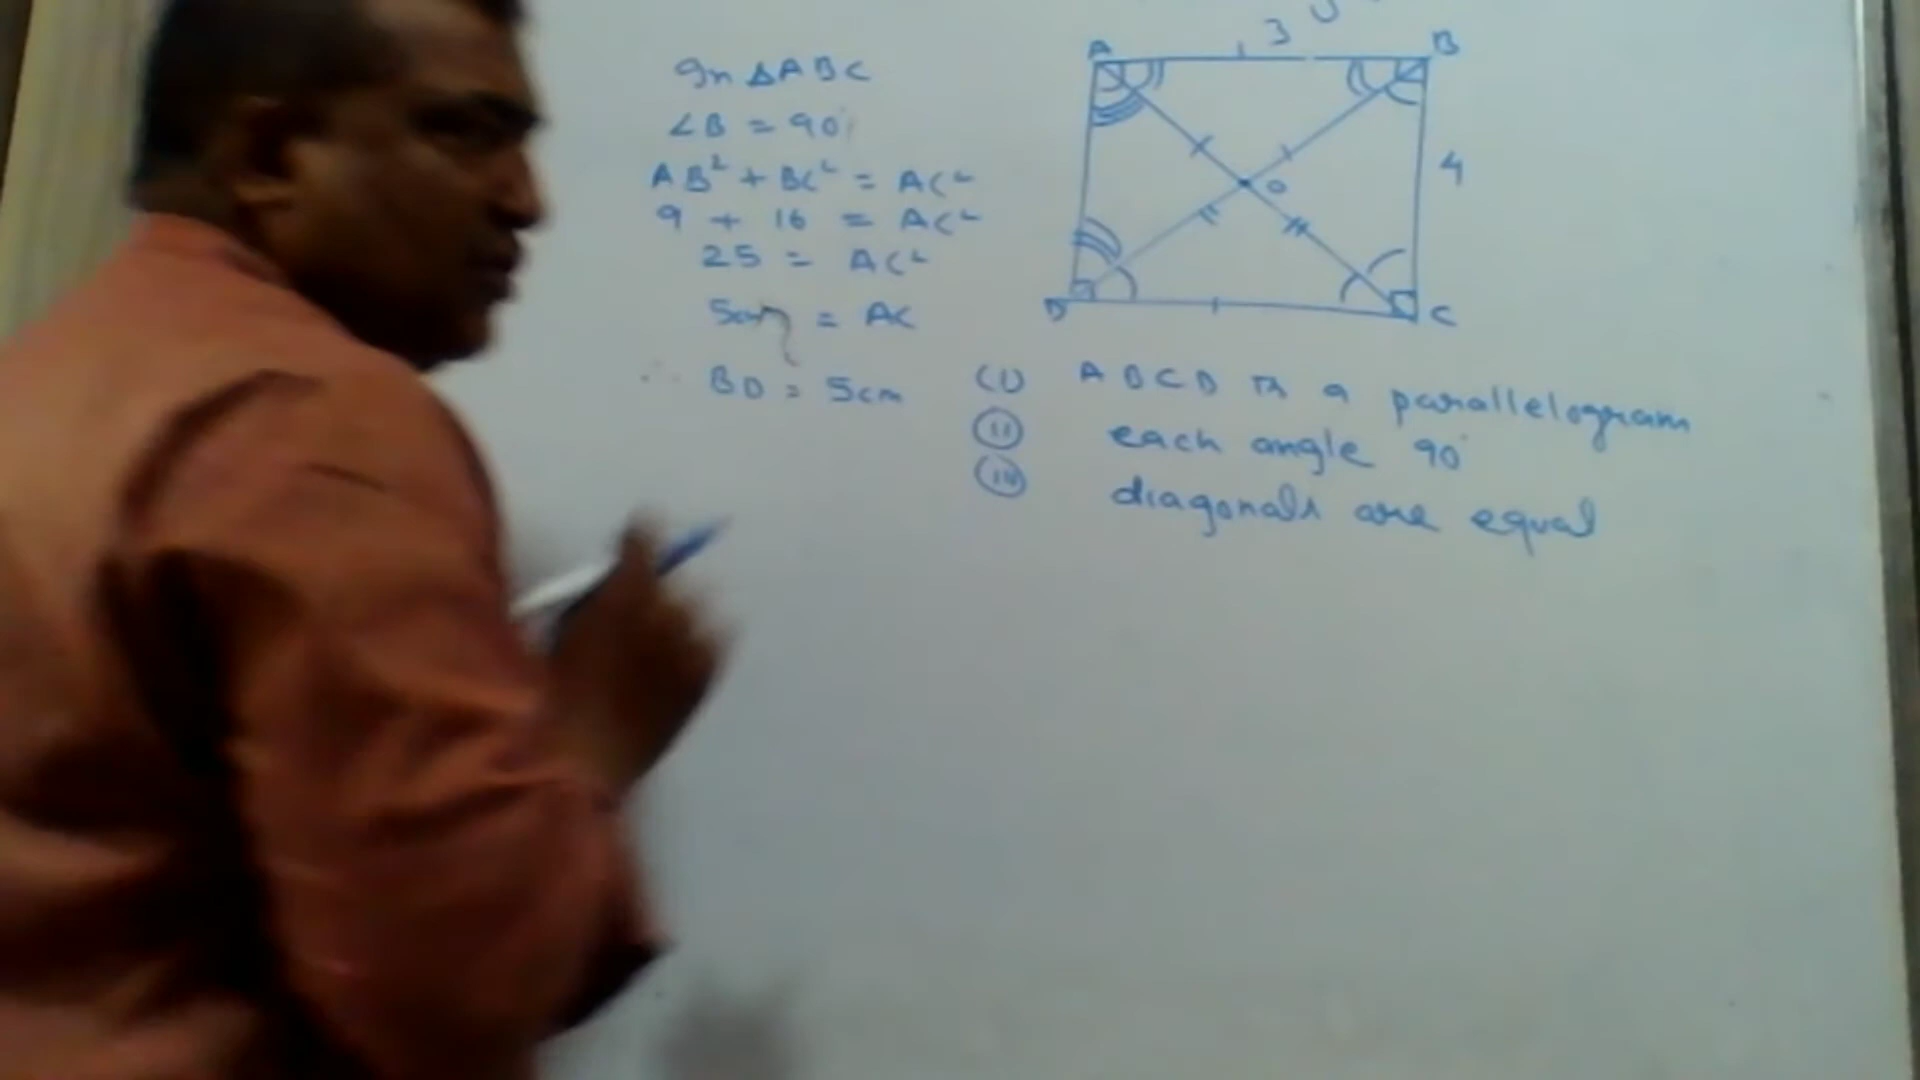 In ΔABC
∠B = 90°
AB² + BC² = AC²
9 + 16 = AC²
25 = AC²
5cm = AC
∴ BD = 5cm
A
3
B
4
O
D
C
(i) ABCD is a parallelogram
(ii) each angle 90°
(iii) diagonals are equal